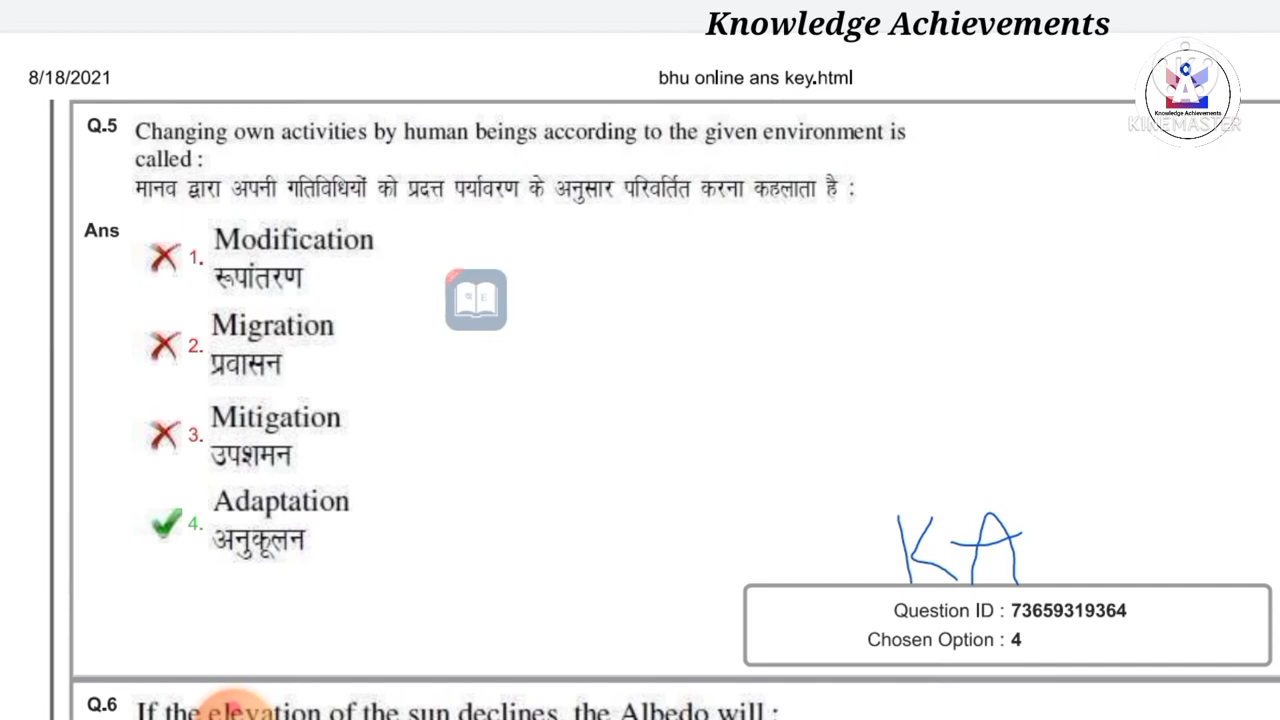 Knowledge Achievements
8/18/2021
bhu online ans key.html
Knowledge Achievements
KINEMASTER
Q.5 Changing own activities by human beings according to the given environment is
called :
मानव द्वारा अपनी गतिविधियों को प्रदत्त पर्यावरण के अनुसार परिवर्तित करना कहलाता है :
Ans
1. Modification
रूपांतरण
2. Migration
प्रवासन
3. Mitigation
उपशमन
4. Adaptation
अनुकूलन
KA
Question ID : 73659319364
Chosen Option : 4
Q.6 If the elevation of the sun declines, the Albedo will :